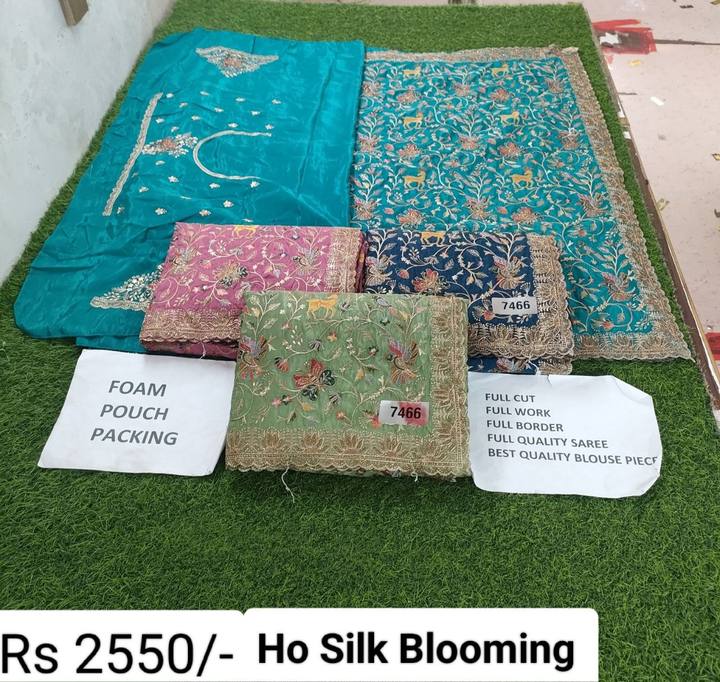 7466
7466
FOAM
POUCH
PACKING
FULL CUT
FULL WORK
FULL BORDER
FULL QUALITY SAREE
BEST QUALITY BLOUSE PIECE
Rs 2550/- Ho Silk Blooming